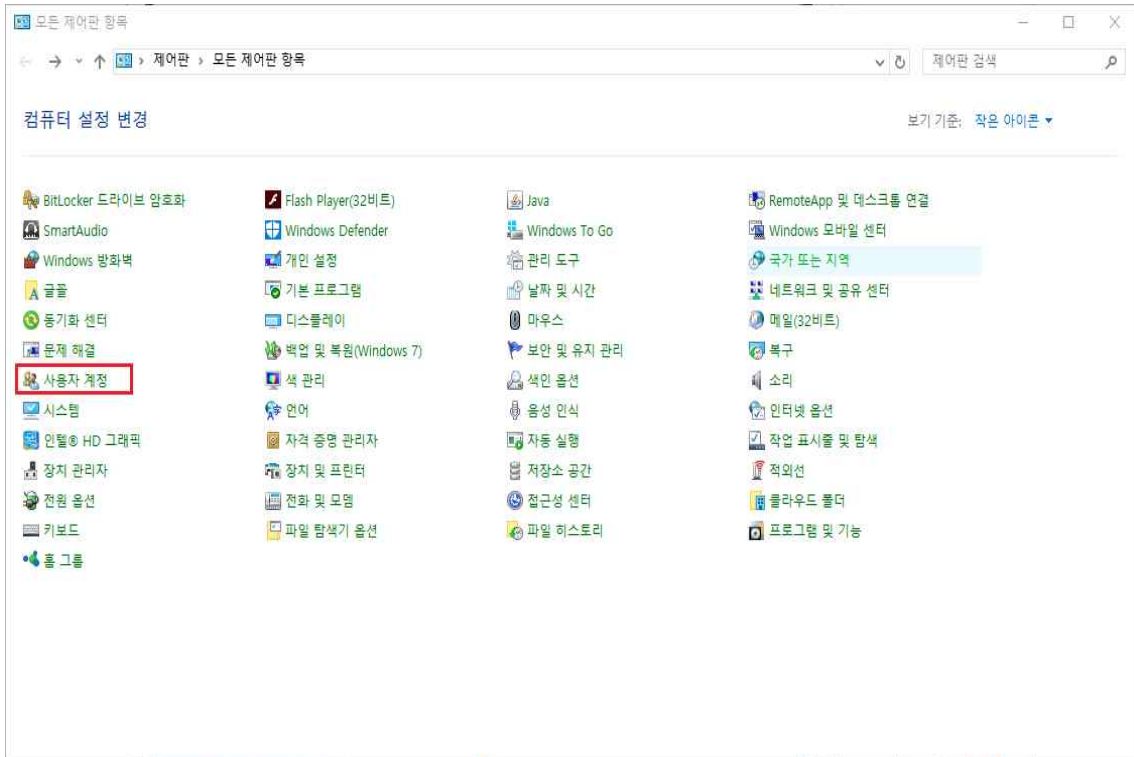 모든 제어판 항목
제어판 › 모든 제어판 항목
제어판 검색
컴퓨터 설정 변경
보기 기준: 작은 아이콘
BitLocker 드라이브 암호화
Flash Player(32비트)
Java
RemoteApp 및 데스크톱 연결
SmartAudio
Windows Defender
Windows To Go
Windows 모바일 센터
Windows 방화벽
개인 설정
관리 도구
국가 또는 지역
글꼴
기본 프로그램
날짜 및 시간
네트워크 및 공유 센터
동기화 센터
디스플레이
마우스
메일(32비트)
문제 해결
백업 및 복원(Windows 7)
보안 및 유지 관리
복구
사용자 계정
색 관리
색인 옵션
소리
시스템
언어
음성 인식
인터넷 옵션
인텔® HD 그래픽
자격 증명 관리자
자동 실행
작업 표시줄 및 탐색
장치 관리자
장치 및 프린터
저장소 공간
적외선
전원 옵션
전화 및 모뎀
접근성 센터
클라우드 폴더
키보드
파일 탐색기 옵션
파일 히스토리
프로그램 및 기능
홈 그룹